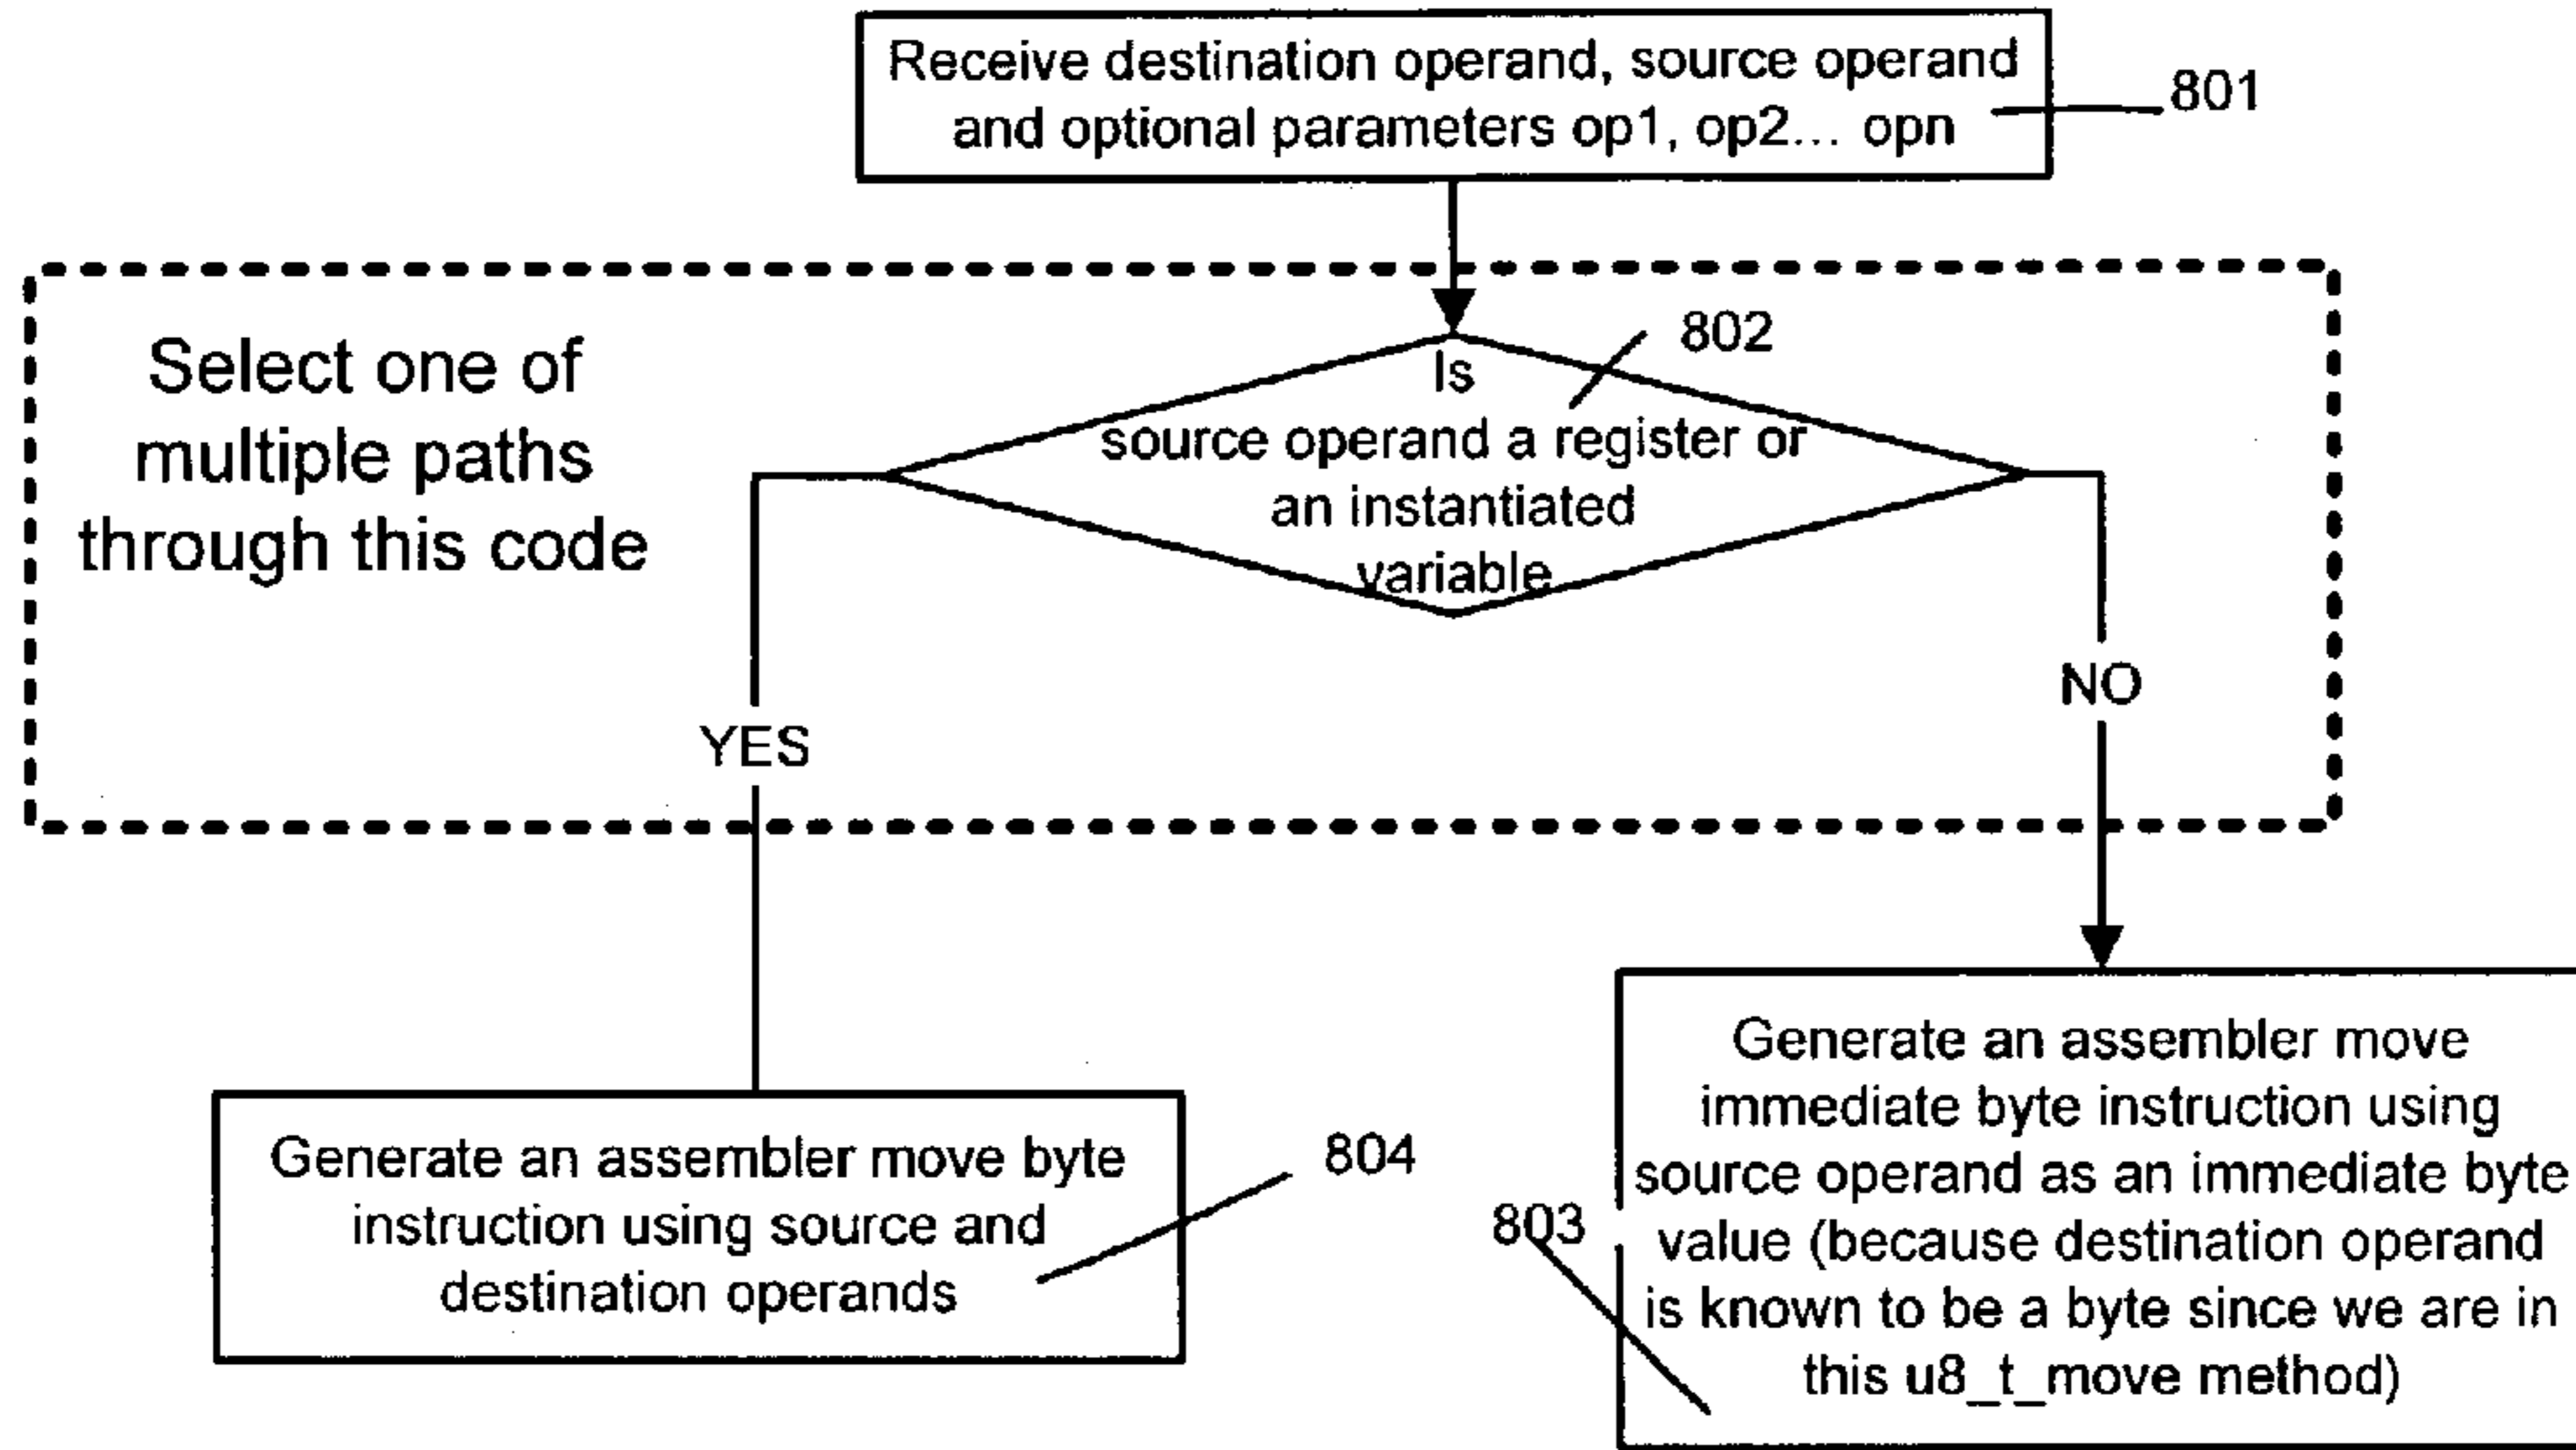 Receive destination operand, source operand
and optional parameters op1, op2... opn
801
802
Select one of
multiple paths
through this code
Is
source operand a register or
an instantiated
variable
NO
YES
Generate an assembler move byte
instruction using source and
destination operands
804
803
Generate an assembler move
immediate byte instruction using
source operand as an immediate byte
value (because destination operand
is known to be a byte since we are in
this u8_t_move method)